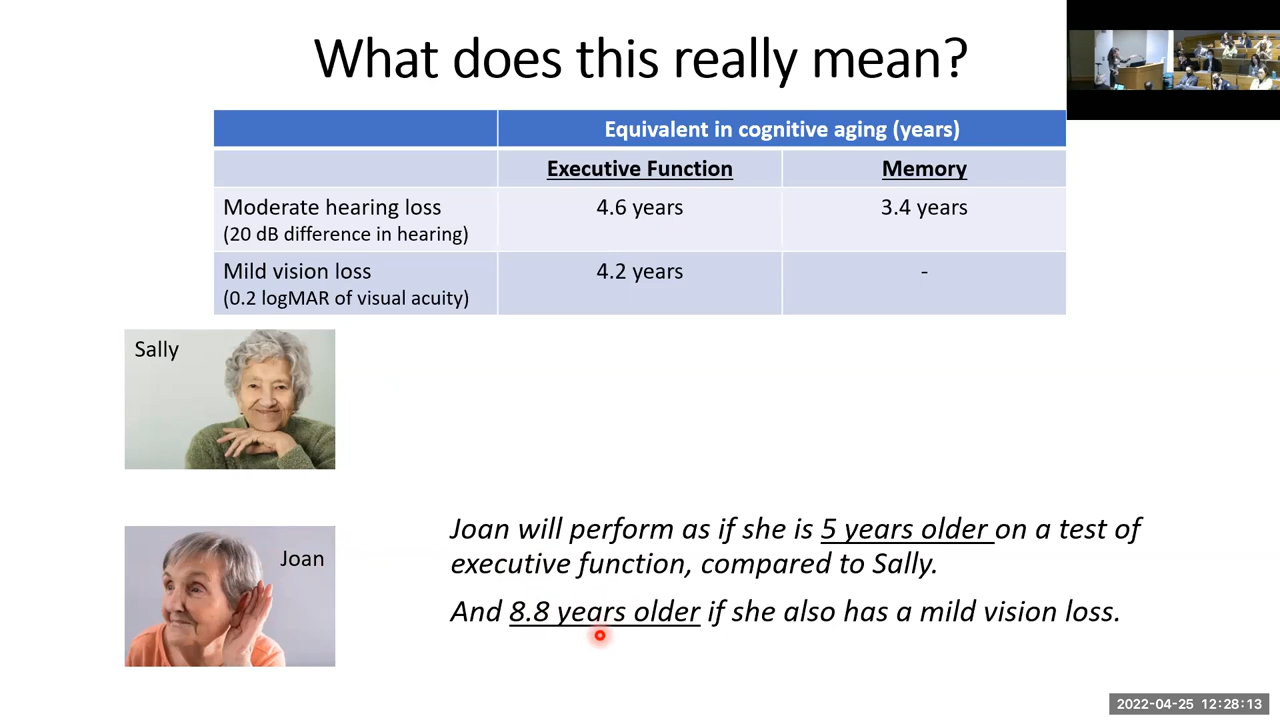 What does this really mean?
Equivalent in cognitive aging (years)
Executive Function Memory
Moderate hearing loss 4.6 years 3.4 years
(20 dB difference in hearing)
Mild vision loss 4.2 years -
(0.2 logMAR of visual acuity)
Sally
Joan
Joan will perform as if she is 5 years older on a test of
executive function, compared to Sally.
And 8.8 years older if she also has a mild vision loss.
2022-04-25 12:28:13